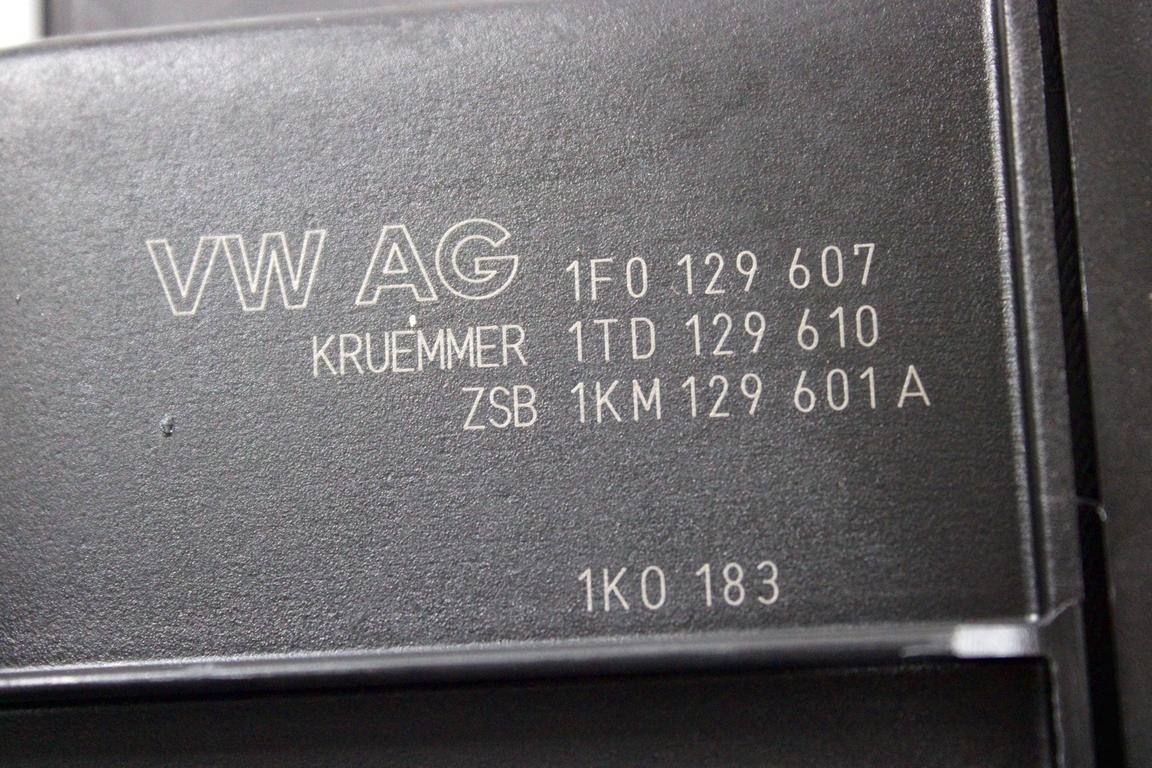 VW AG 1F0 129 607
KRUEMMER 1TD 129 610
ZSB 1KM 129 601 A
1K0 183